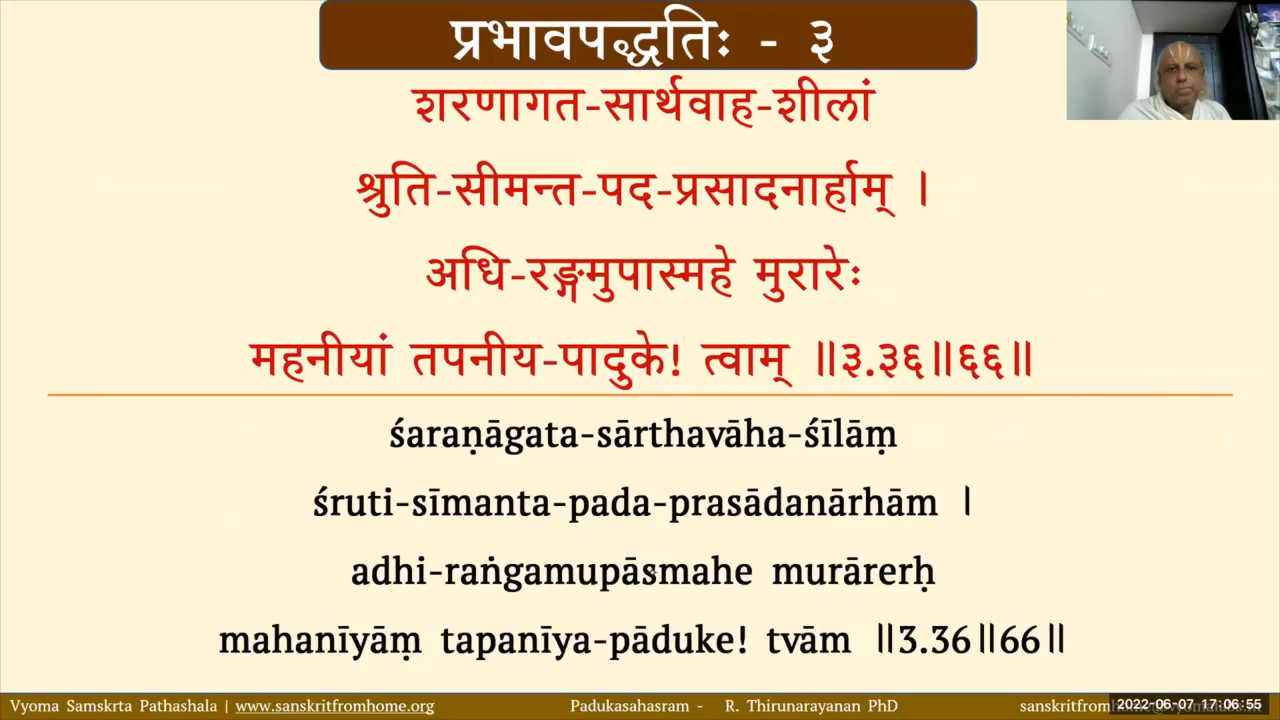 प्रभावपद्धतिः - ३
शरणागत-सार्थवाह-शीलां
श्रुति-सीमन्त-पद-प्रसादनार्हाम् ।
अधि-रङ्गमुपास्महे मुरारेः
महनीयां तपनीय-पादुके! त्वाम् ॥३.३६॥६६॥
śaraṇāgata-sārthavāha-śīlāṃ
śruti-sīmanta-pada-prasādanārhām ।
adhi-raṅgamupāsmahe murārerḥ
mahanīyāṃ tapanīya-pāduke! tvām ॥3.36॥66॥
Vyoma Samskrta Pathashala | www.sanskritfromhome.org Padukasahasram - R. Thirunarayanan PhD
2022-06-07 17:06:55